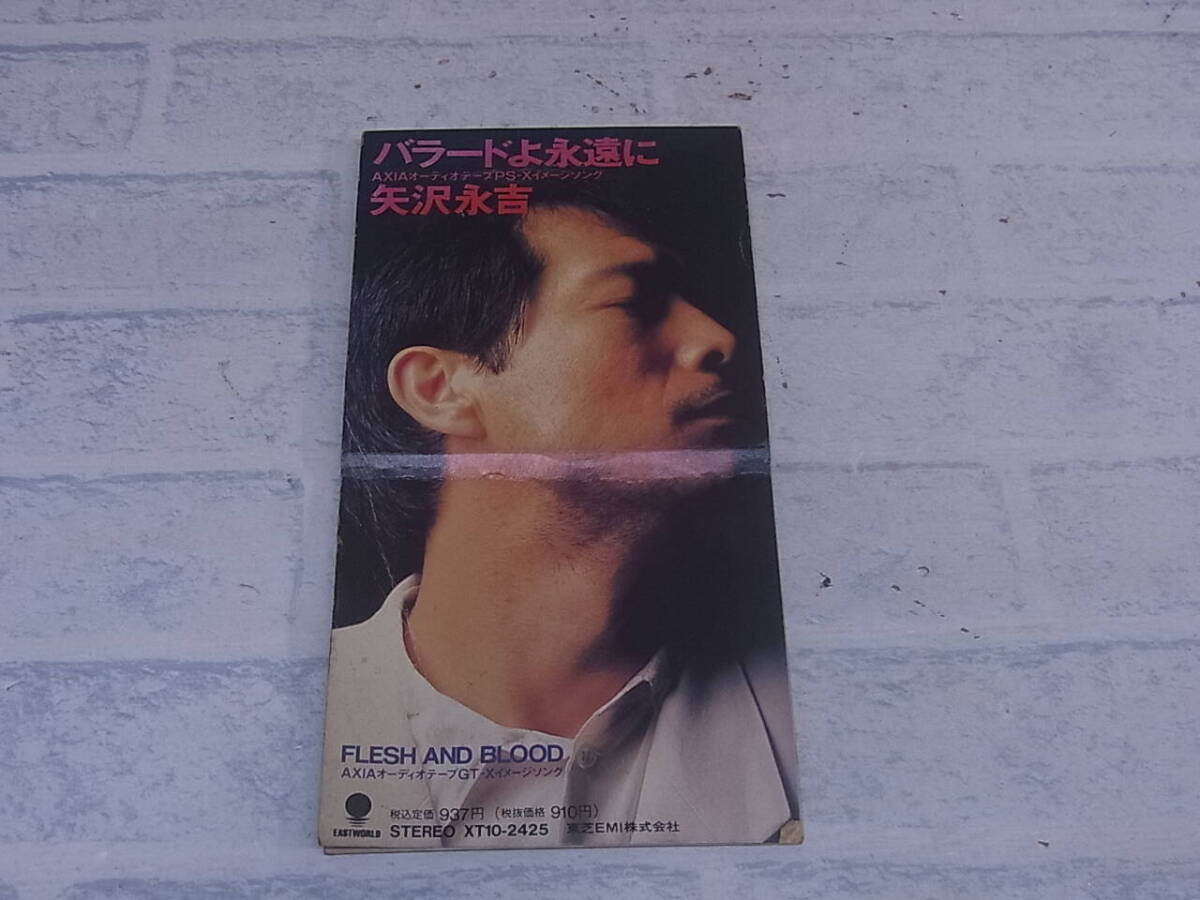 バラードよ永遠に
AXIAオーディオテープPS-Xイメージソング
矢沢永吉
FLESH AND BLOOD
AXIAオーディオテープGT-Xイメージソング
税込定価 937円 (税抜価格 910円)
EASTWORLD
STEREO XT10-2425 東芝EMI株式会社